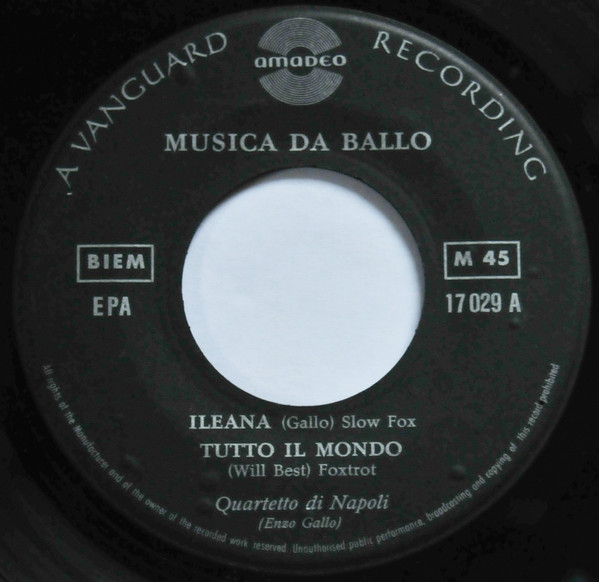 A VANGUARD RECORDING
AMADEO
MUSICA DA BALLO
BIEM
EPA
M 45
17 029 A
ILEANA (Gallo) Slow Fox
TUTTO IL MONDO
(Will Best) Foxtrot
Quartetto di Napoli
(Enzo Gallo)
All rights of the Manufacturer and of the owner of the recorded work reserved. Unauthorised public performance, broadcasting and copying of this record prohibited